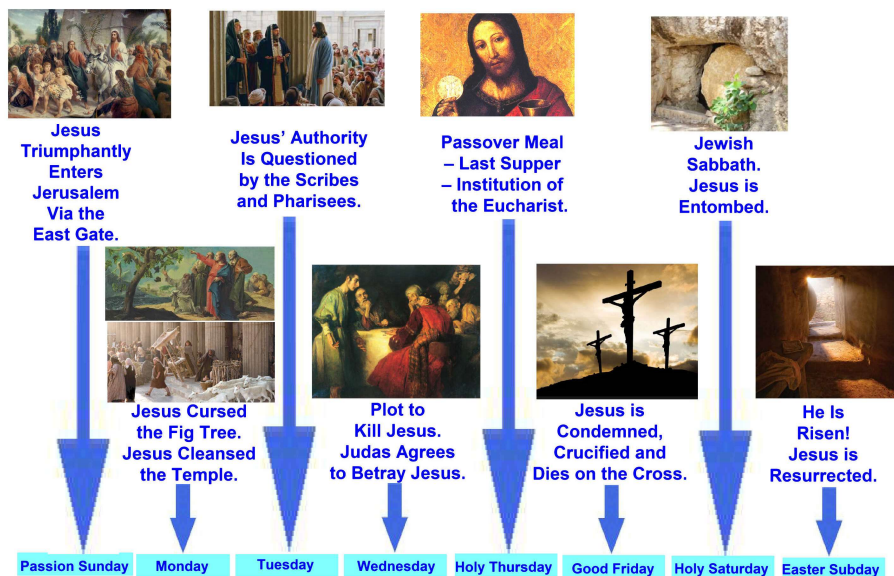 Jesus
Triumphantly
Enters
Jerusalem
Via the
East Gate.
Jesus’ Authority
Is Questioned
by the Scribes
and Pharisees.
Passover Meal
– Last Supper
– Institution of
the Eucharist.
Jewish
Sabbath.
Jesus is
Entombed.
Jesus Cursed
the Fig Tree.
Jesus Cleansed
the Temple.
Plot to
Kill Jesus.
Judas Agrees
to Betray Jesus.
Jesus is
Condemned,
Crucified and
Dies on the Cross.
He Is
Risen!
Jesus is
Resurrected.
Passion Sunday
Monday
Tuesday
Wednesday
Holy Thursday
Good Friday
Holy Saturday
Easter Subday